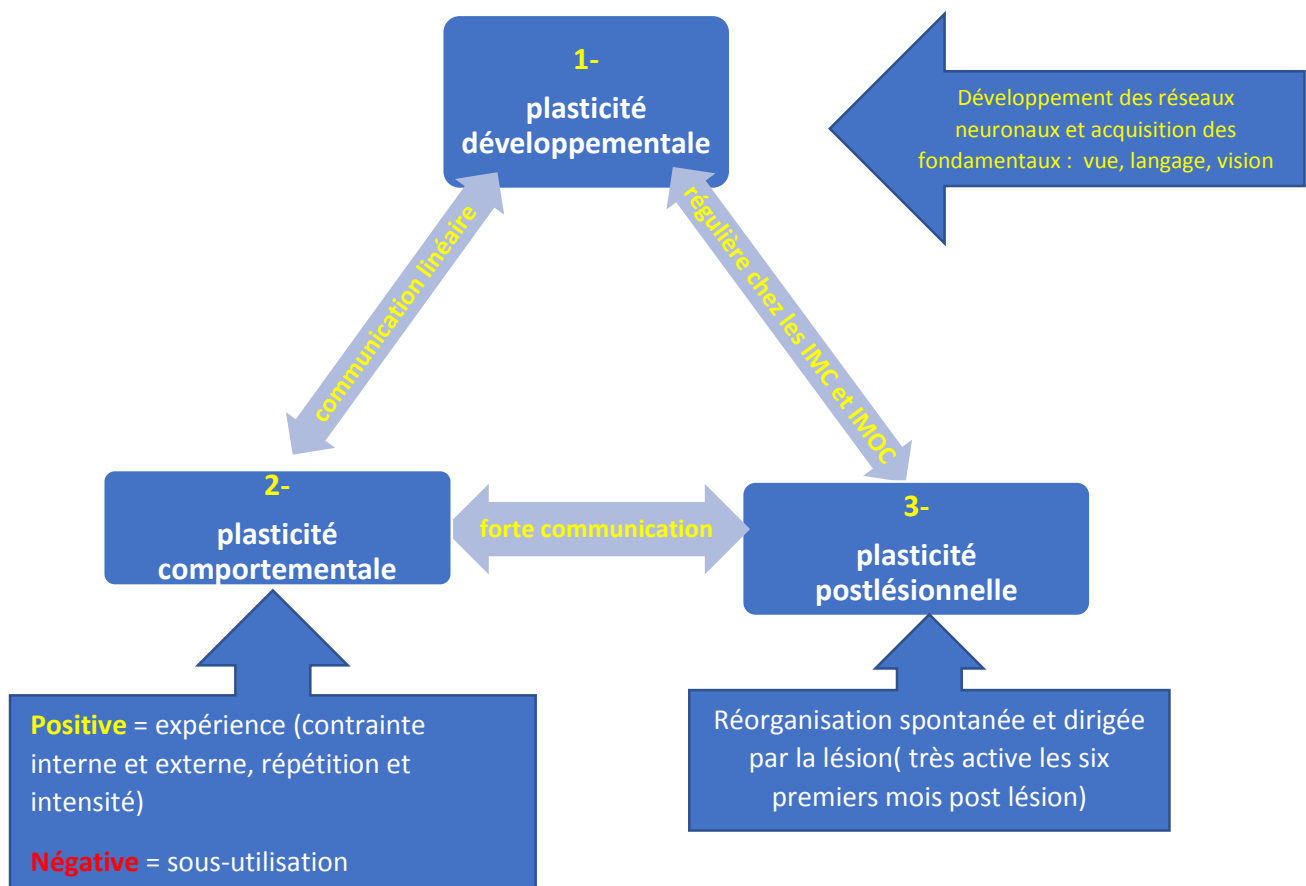 1-
plasticité
développementale
Développement des réseaux
neuronaux et acquisition des
fondamentaux :  vue, langage, vision
communication linéaire
régulière chez les IMC et IMOC
2-
plasticité
comportementale
forte communication
3-
plasticité
postlésionnelle
Positive = expérience (contrainte
interne et externe, répétition et
intensité)
Négative = sous-utilisation
Réorganisation spontanée et dirigée
par la lésion( très active les six
premiers mois post lésion)